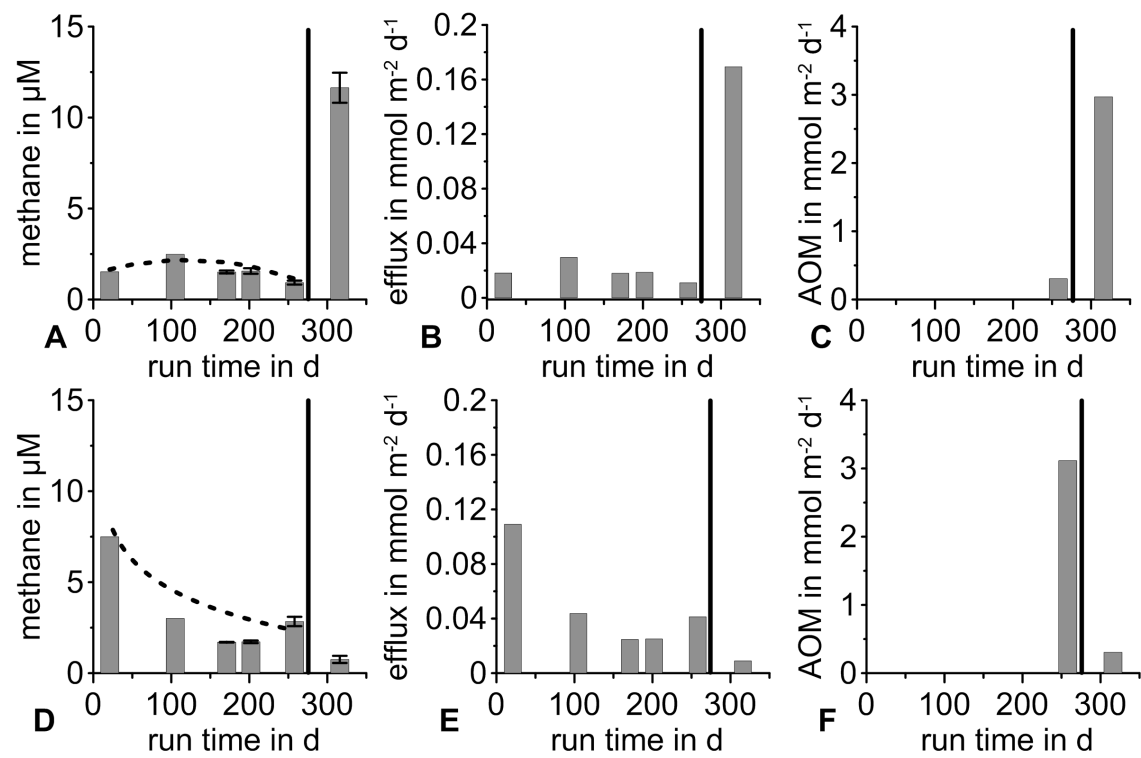 methane in µM
15
10
5
0
0 100 200 300
run time in d
A
efflux in mmol m⁻² d⁻¹
0.2
0.16
0.12
0.08
0.04
0
0 100 200 300
run time in d
B
AOM in mmol m⁻² d⁻¹
4
3
2
1
0
0 100 200 300
run time in d
C
methane in µM
15
10
5
0
0 100 200 300
run time in d
D
efflux in mmol m⁻² d⁻¹
0.2
0.16
0.12
0.08
0.04
0
0 100 200 300
run time in d
E
AOM in mmol m⁻² d⁻¹
4
3
2
1
0
0 100 200 300
run time in d
F